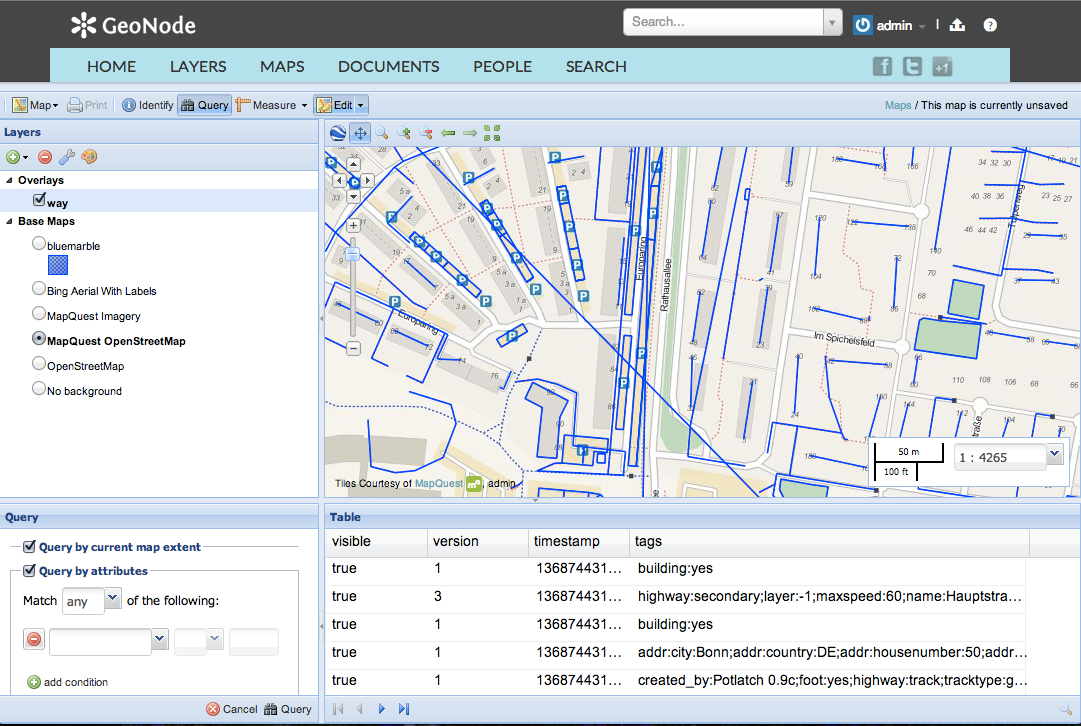 GeoNode
Search...
admin
HOME LAYERS MAPS DOCUMENTS PEOPLE SEARCH
Map Print Identify Query Measure Edit
Maps / This map is currently unsaved
Layers
Overlays
way
Base Maps
bluemarble
Bing Aerial With Labels
MapQuest Imagery
MapQuest OpenStreetMap
OpenStreetMap
No background
Europaring
Europaring
Rathausallee
Im Spichelsfeld
Tulpenweg
50 m
100 ft
1 : 4265
Tiles Courtesy of MapQuest admin
Query
Query by current map extent
Query by attributes
Match any of the following:
add condition
Cancel Query
Table
visible version timestamp tags
true 1 136874431... building:yes
true 3 136874431... highway:secondary;layer:-1;maxspeed:60;name:Hauptstra...
true 1 136874431... building:yes
true 1 136874431... addr:city:Bonn;addr:country:DE;addr:housenumber:50;addr...
true 1 136874431... created_by:Potlatch 0.9c;foot:yes;highway:track;tracktype:g...